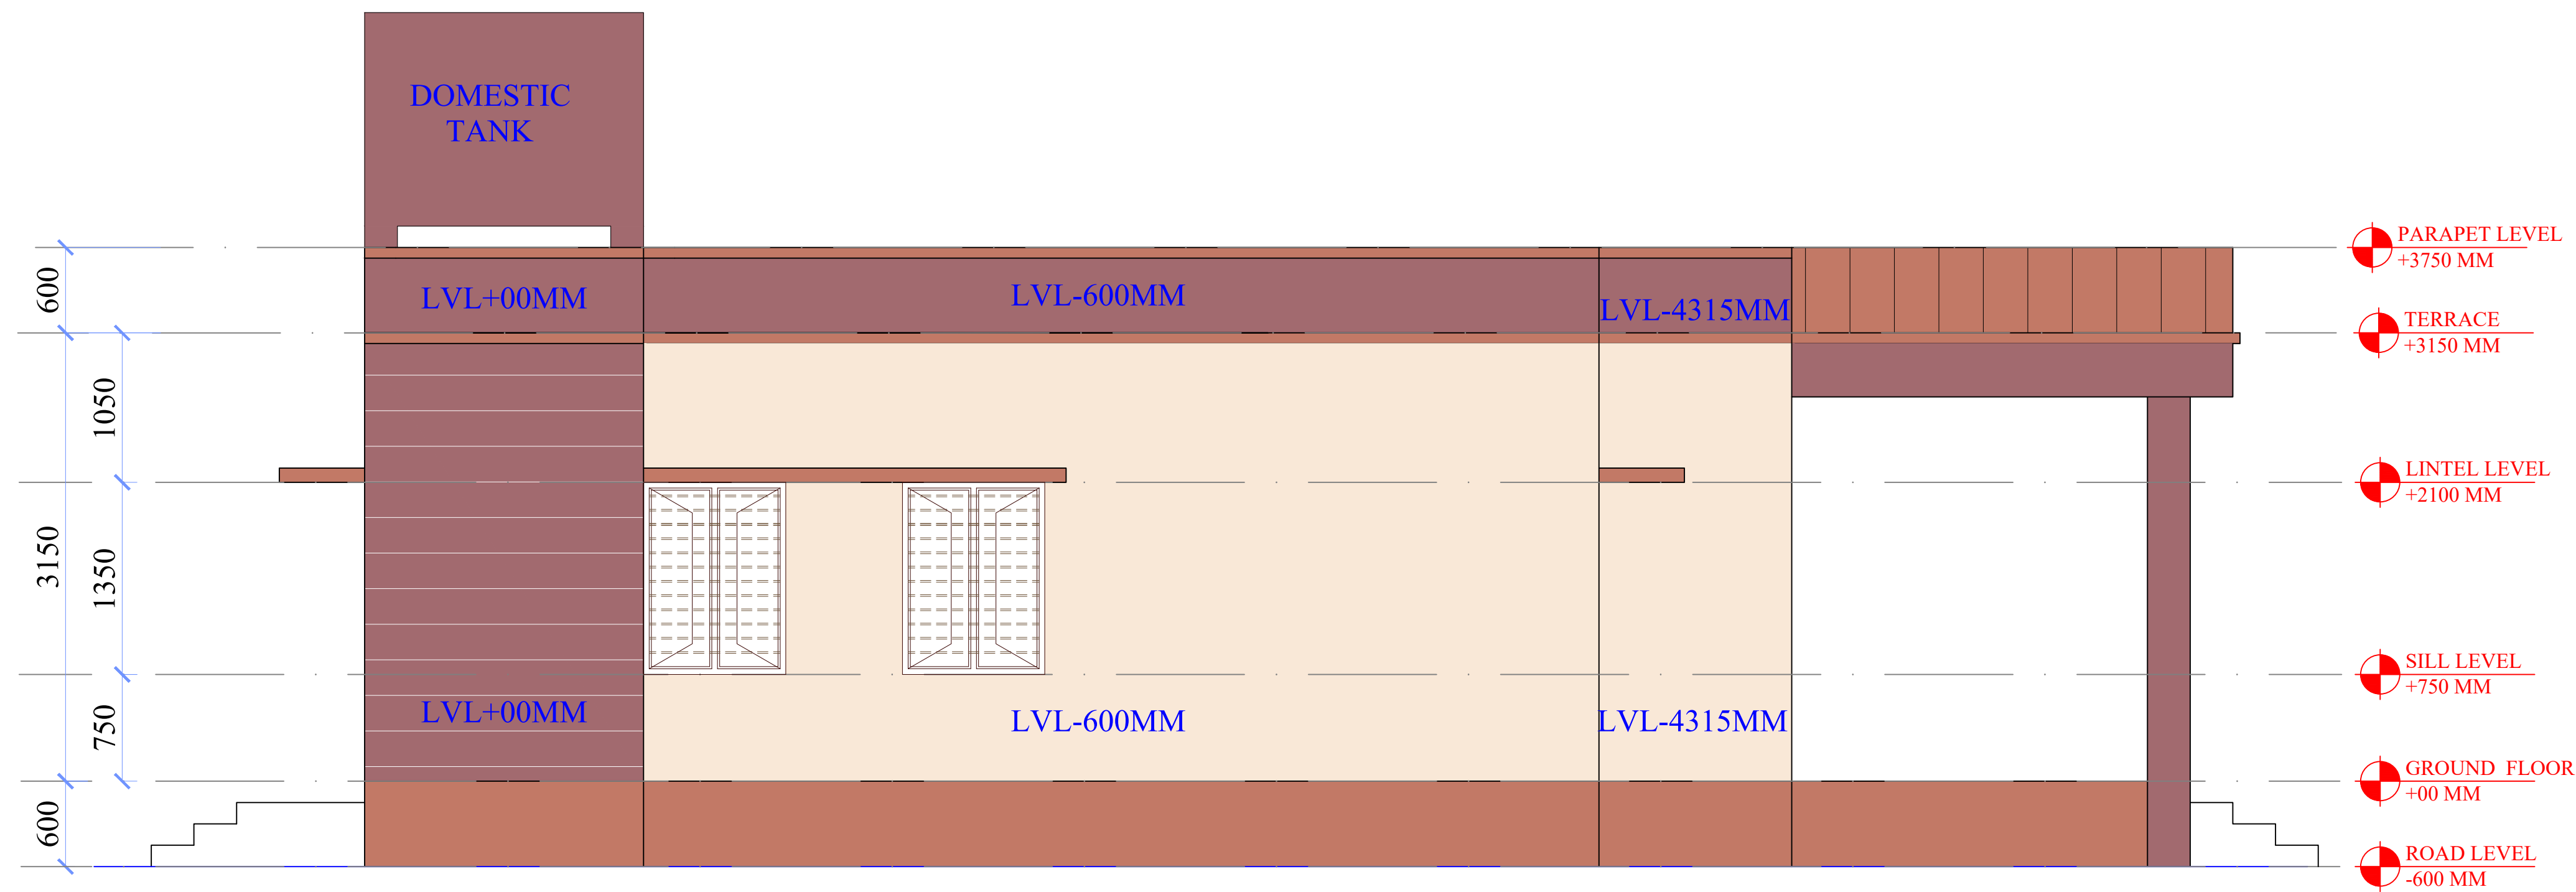 DOMESTIC
TANK
PARAPET LEVEL
+3750 MM
600
LVL+00MM
LVL-600MM
LVL-4315MM
TERRACE
+3150 MM
1050
LINTEL LEVEL
+2100 MM
3150
1350
SILL LEVEL
+750 MM
750
LVL+00MM
LVL-600MM
LVL-4315MM
GROUND FLOOR
+00 MM
600
ROAD LEVEL
-600 MM